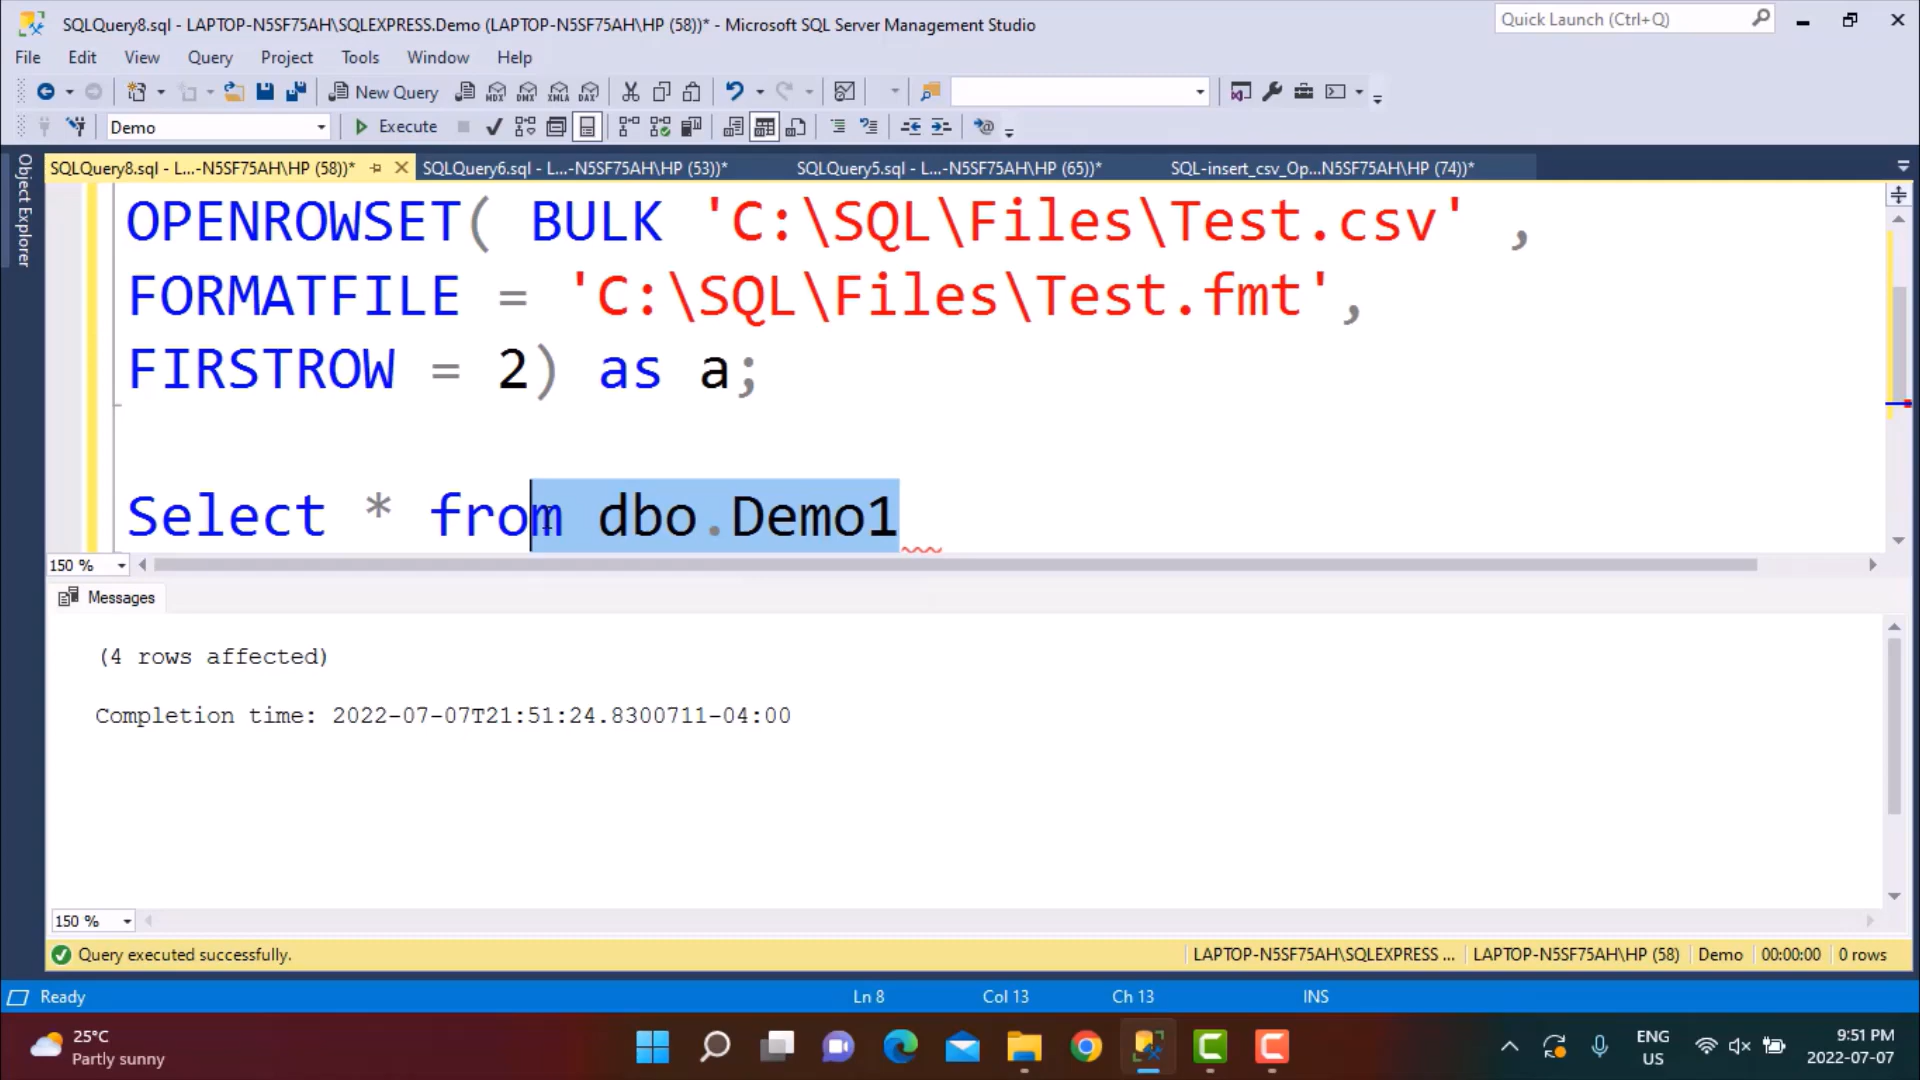 SQLQuery8.sql - LAPTOP-N5SF75AH\SQLEXPRESS.Demo (LAPTOP-N5SF75AH\HP (58))* - Microsoft SQL Server Management Studio
Quick Launch (Ctrl+Q)
File Edit View Query Project Tools Window Help
New Query
MDX DMX XMLA DAX
Demo
Execute
SQLQuery8.sql - L...-N5SF75AH\HP (58))*
SQLQuery6.sql - L...-N5SF75AH\HP (53))*
SQLQuery5.sql - L...-N5SF75AH\HP (65))*
SQL-insert_csv_Op...N5SF75AH\HP (74))*
Object Explorer
OPENROWSET( BULK 'C:\SQL\Files\Test.csv' ,
FORMATFILE = 'C:\SQL\Files\Test.fmt',
FIRSTROW = 2) as a;
Select * from dbo.Demo1
150 %
Messages
(4 rows affected)
Completion time: 2022-07-07T21:51:24.8300711-04:00
150 %
Query executed successfully.
LAPTOP-N5SF75AH\SQLEXPRESS ...
LAPTOP-N5SF75AH\HP (58)
Demo
00:00:00
0 rows
Ready
Ln 8
Col 13
Ch 13
INS
25°C
Partly sunny
ENG
US
9:51 PM
2022-07-07